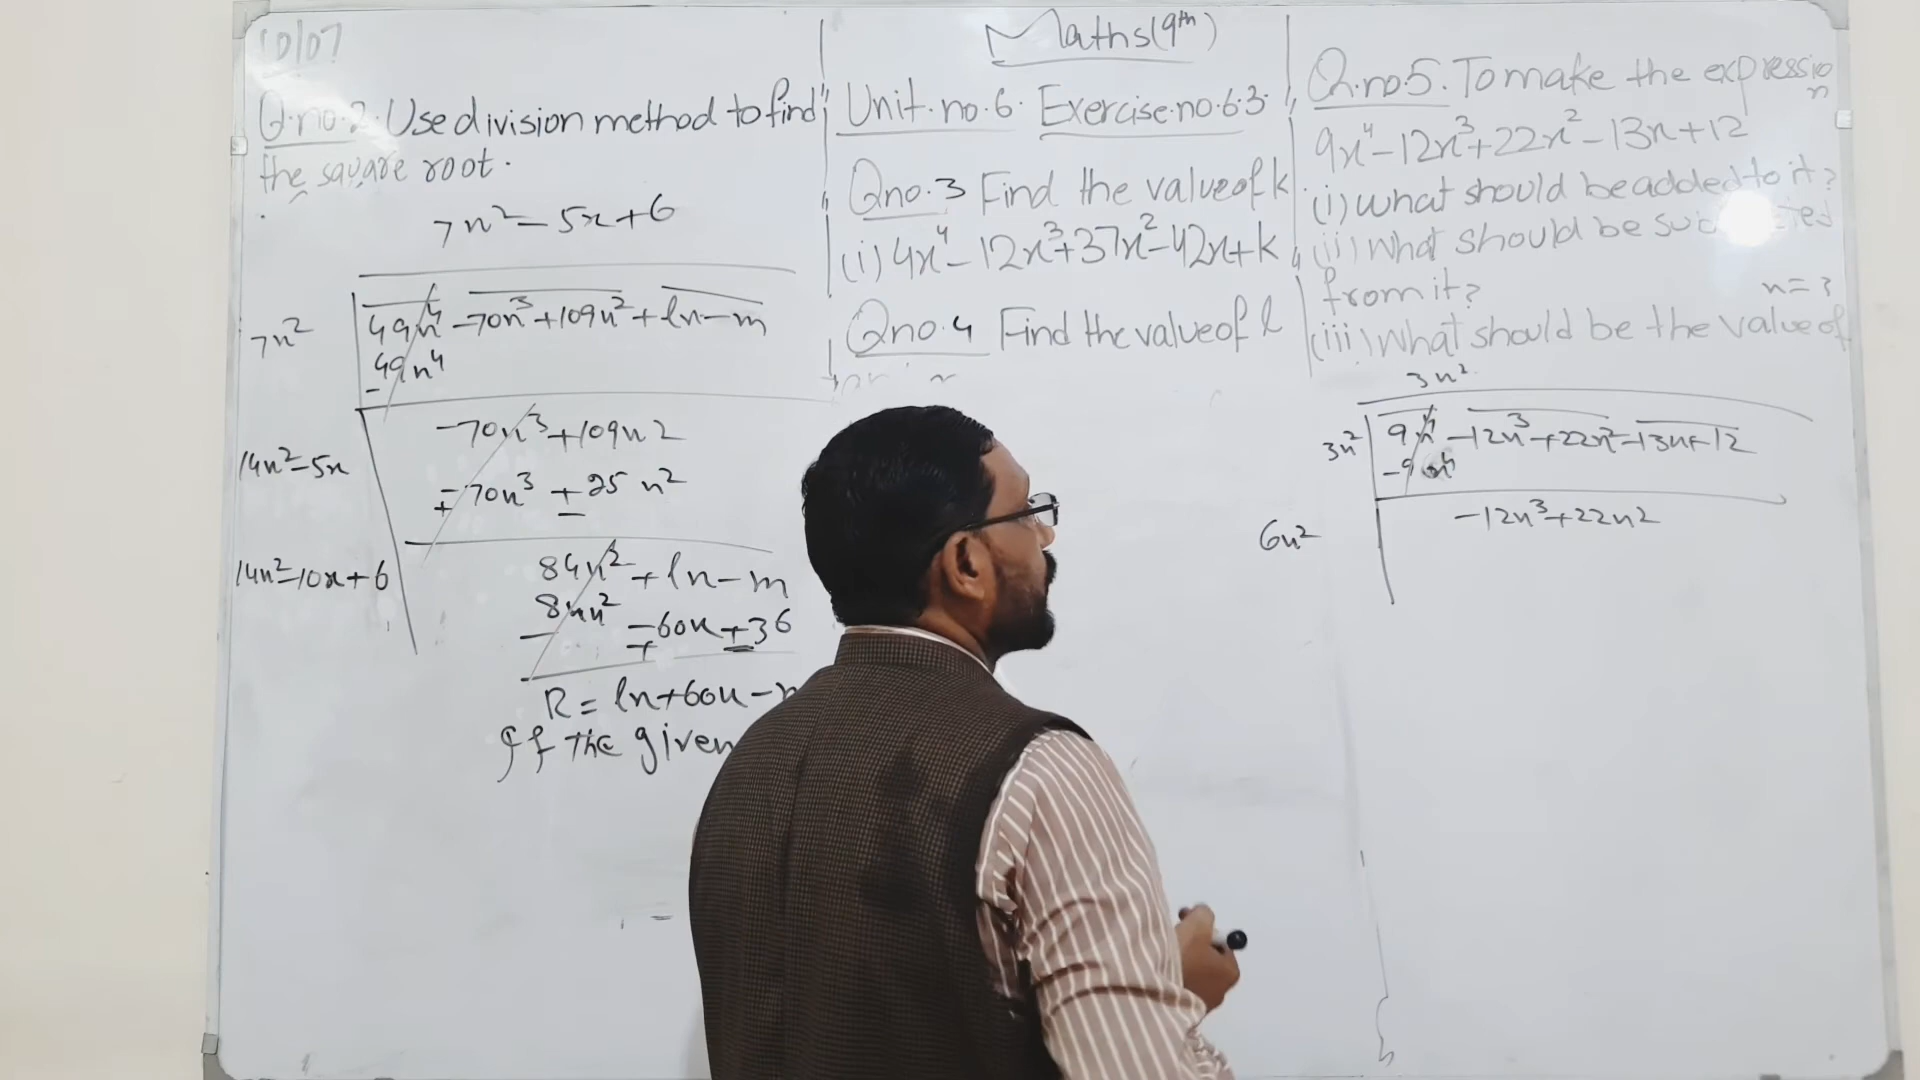 10/07
Q.no.2. Use division method to find
the square root.
7x²-5x+6
7x²
49x⁴-70x³+109x²+lx-m
-49x⁴
14x²-5x
-70x³+109x2
∓70x³ ± 25x²
14x²-10x+6
84x²+lx-m
-84x² ∓60x±36
R = lx+60x-
If the given
Maths(9th)
Unit.no.6. Exercise.no.6.3.
Qno.3 Find the value of k.
(i) 4x⁴-12x³+37x²-42x+k
Qno.4 Find the value of l
Q.no.5. To make the expression
9x⁴-12x³+22x²-13x+12
(i) what should be added to it?
(ii) What should be
from it?
x=?
(iii) What should be the value of
3x²
3x²
9x⁴-12x³+22x²-13x+12
-9x⁴
6x²
-12x³+22x2